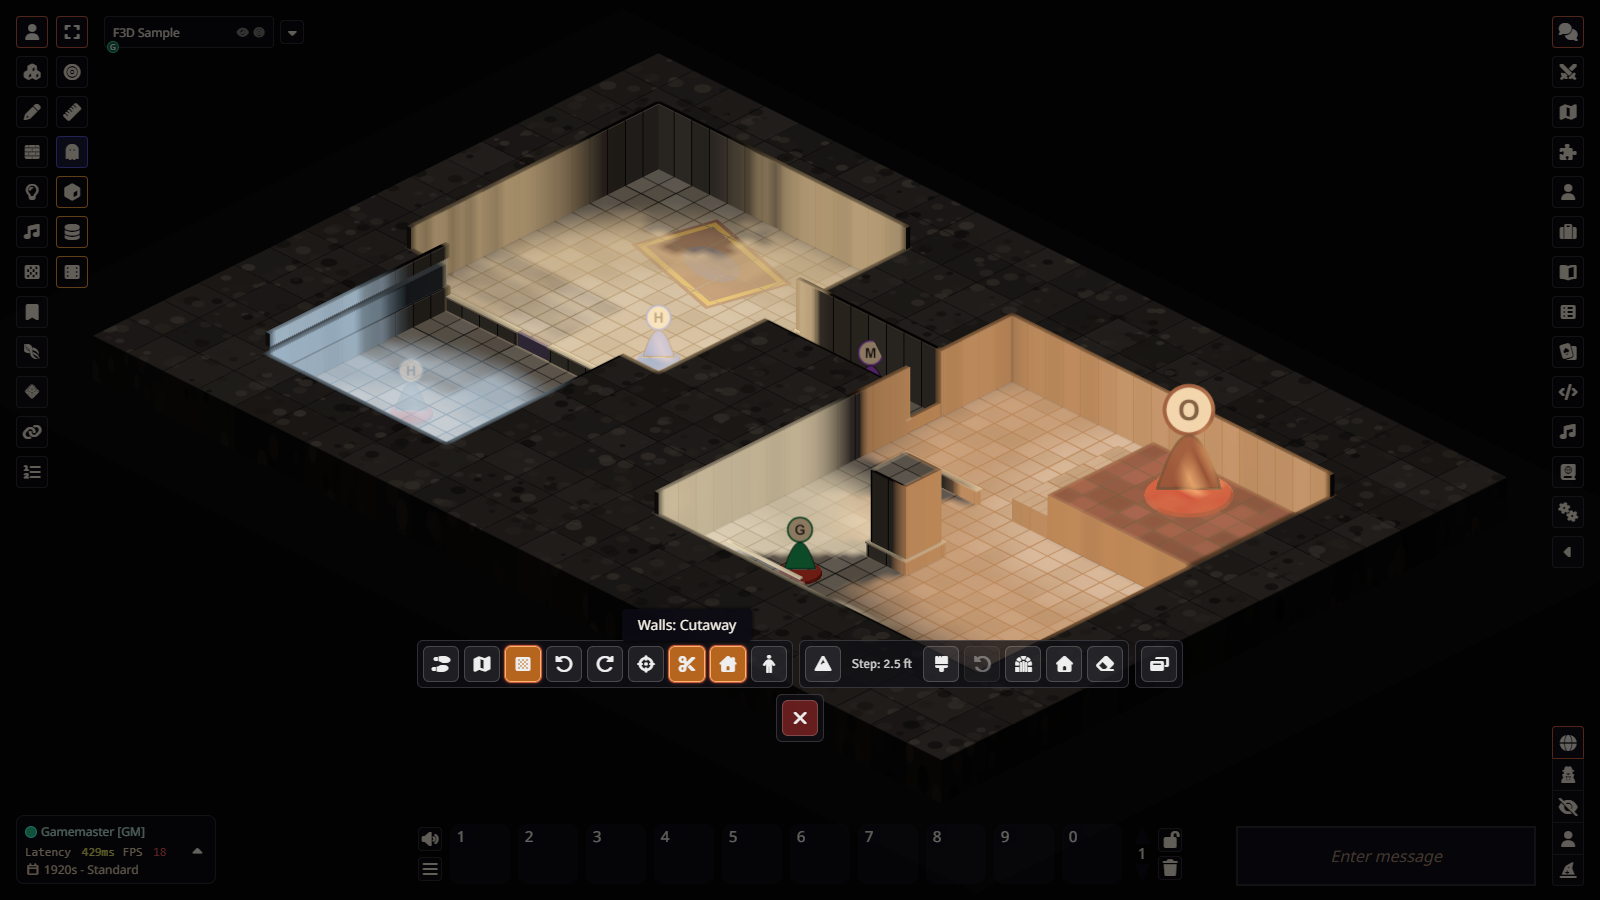 F3D Sample
G
H
H
M
O
G
Walls: Cutaway
Step: 2.5 ft
Gamemaster [GM]
Latency 429ms FPS 18
1920s - Standard
1 2 3 4 5 6 7 8 9 0
1
Enter message